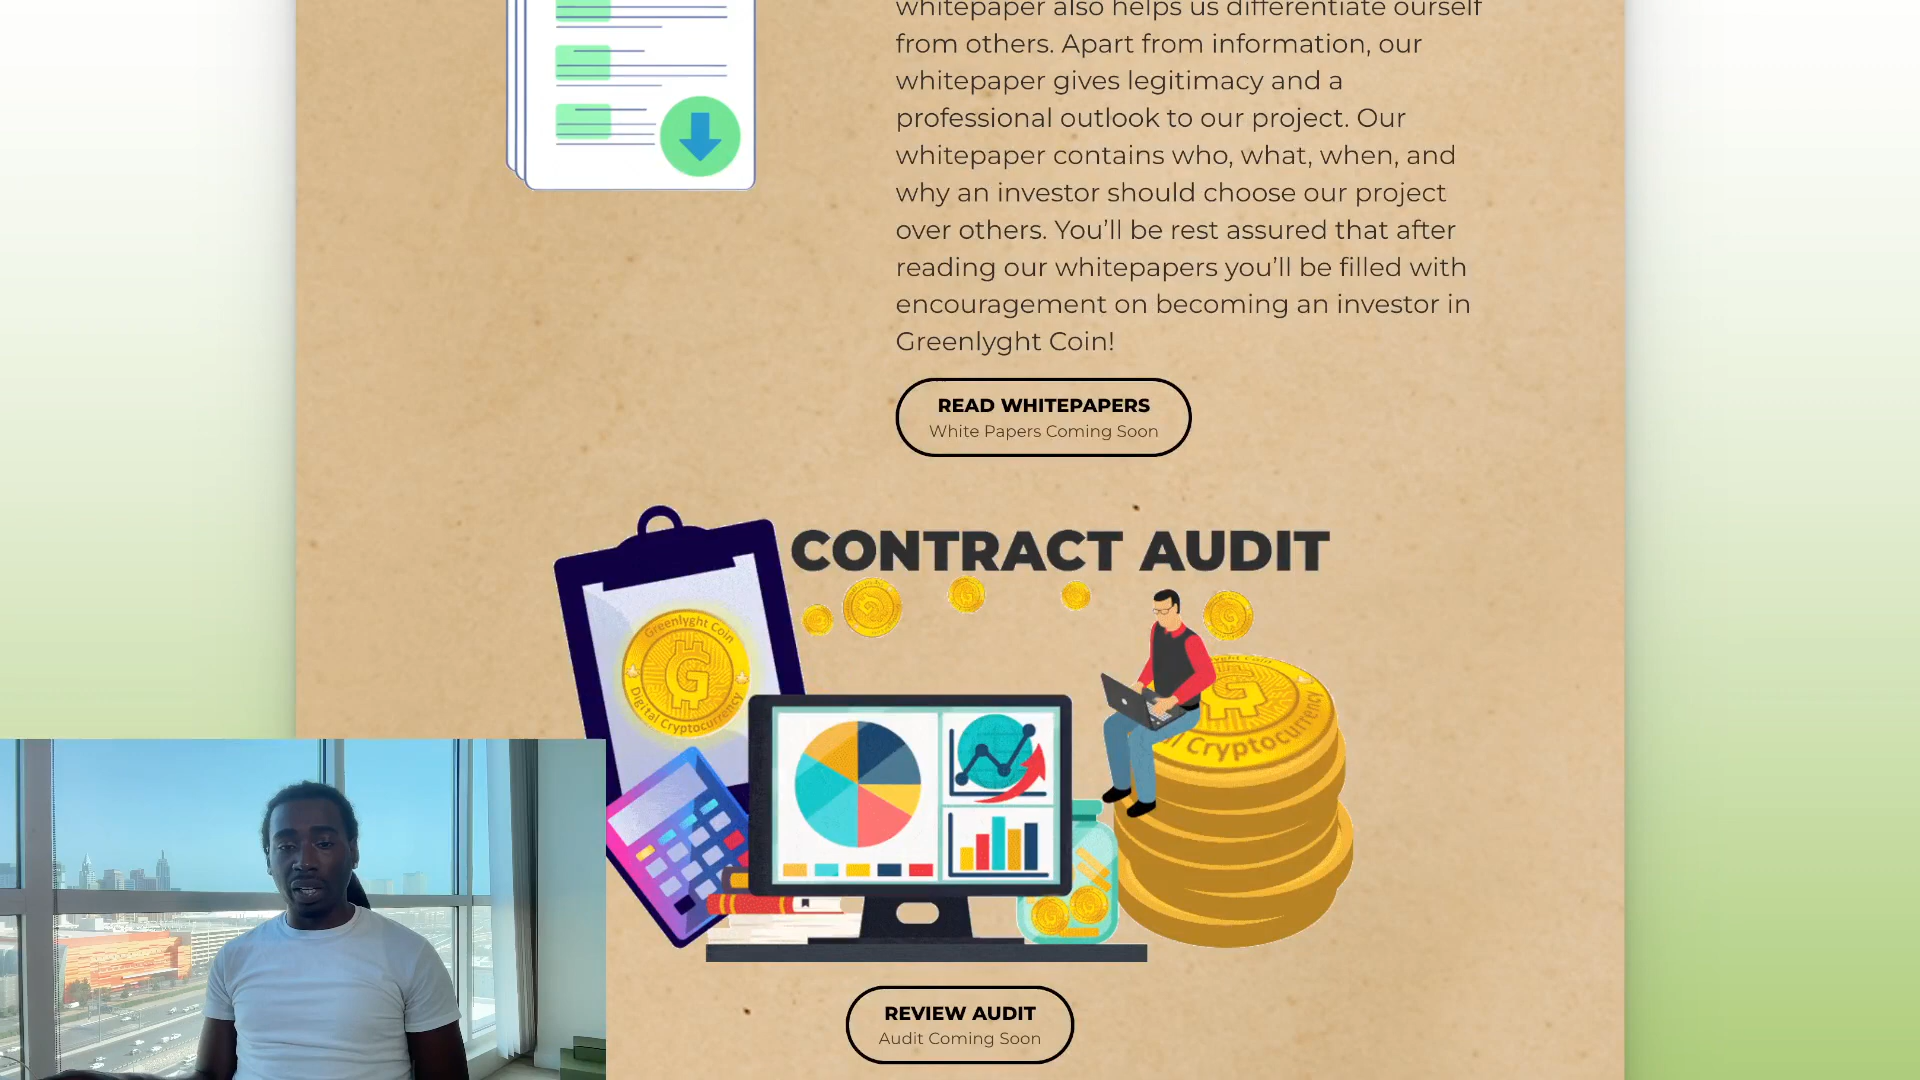 whitepaper also helps us differentiate ourself
from others. Apart from information, our
whitepaper gives legitimacy and a
professional outlook to our project. Our
whitepaper contains who, what, when, and
why an investor should choose our project
over others. You’ll be rest assured that after
reading our whitepapers you’ll be filled with
encouragement on becoming an investor in
Greenlyght Coin!
READ WHITEPAPERS
White Papers Coming Soon
CONTRACT AUDIT
Greenlyght Coin
G
Digital Cryptocurrency
G
Cryptocurrency
REVIEW AUDIT
Audit Coming Soon